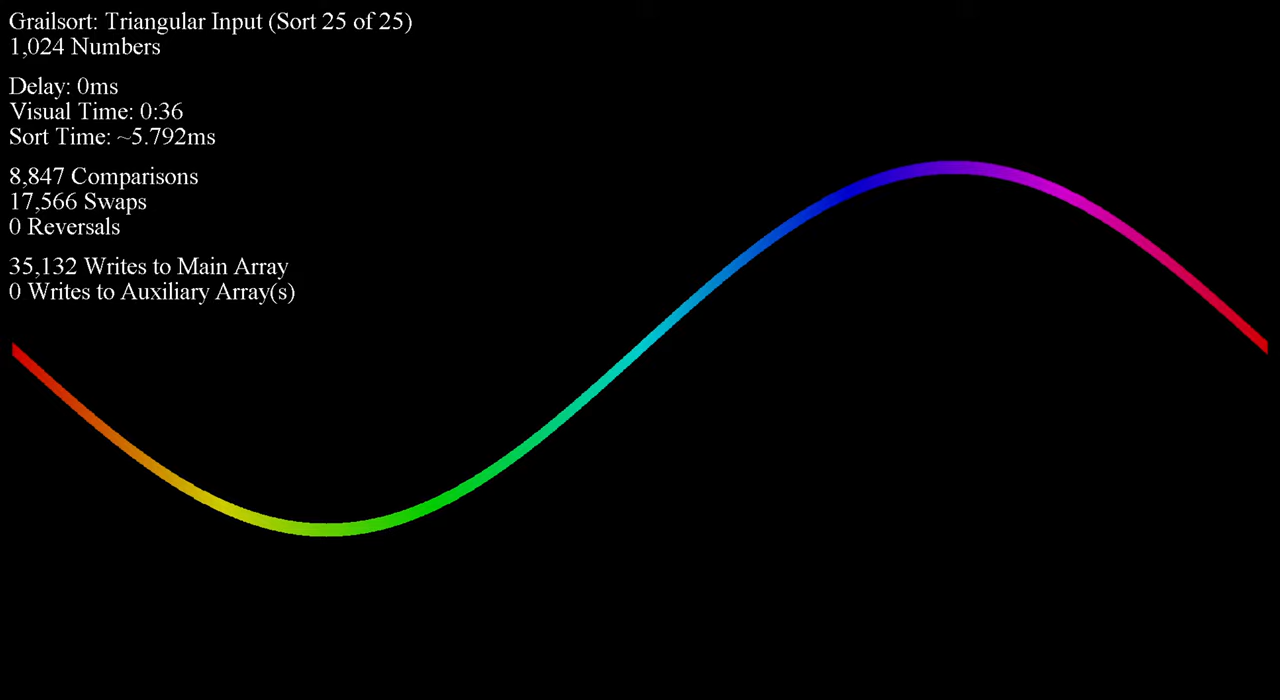 Grailsort: Triangular Input (Sort 25 of 25)
1,024 Numbers
Delay: 0ms
Visual Time: 0:36
Sort Time: ~5.792ms
8,847 Comparisons
17,566 Swaps
0 Reversals
35,132 Writes to Main Array
0 Writes to Auxiliary Array(s)